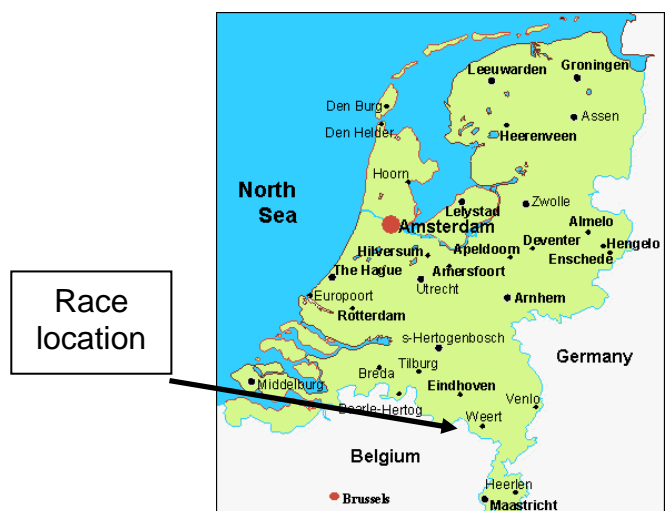 Leeuwarden
Groningen
Den Burg
Assen
Den Helder
Heerenveen
Hoorn
North
Sea
Lelystad
Zwolle
Amsterdam
Almelo
Hilversum
Apeldoorn
Deventer
Hengelo
The Hague
Amersfoort
Enschede
Utrecht
Europoort
Arnhem
Race
location
Rotterdam
s-Hertogenbosch
Germany
Breda
Tilburg
Middelburg
Eindhoven
Venlo
Baarle-Hertog
Weert
Belgium
Heerlen
Brussels
Maastricht